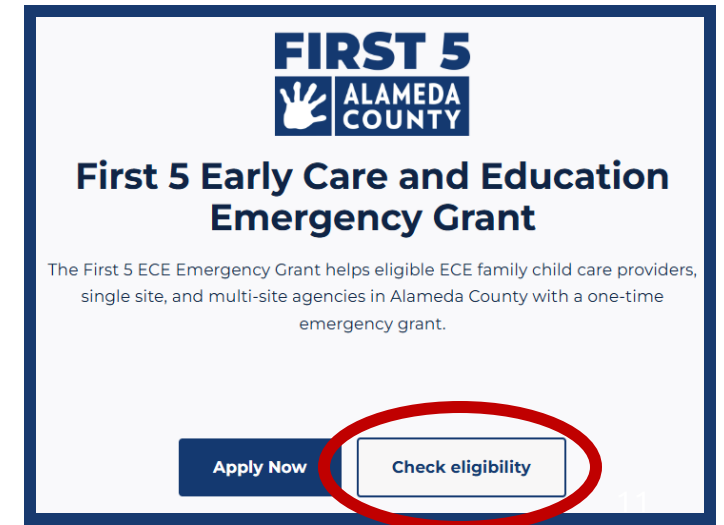 FIRST 5
ALAMEDA
COUNTY
First 5 Early Care and Education
Emergency Grant
The First 5 ECE Emergency Grant helps eligible ECE family child care providers,
single site, and multi-site agencies in Alameda County with a one-time
emergency grant.
Apply Now
Check eligibility
11